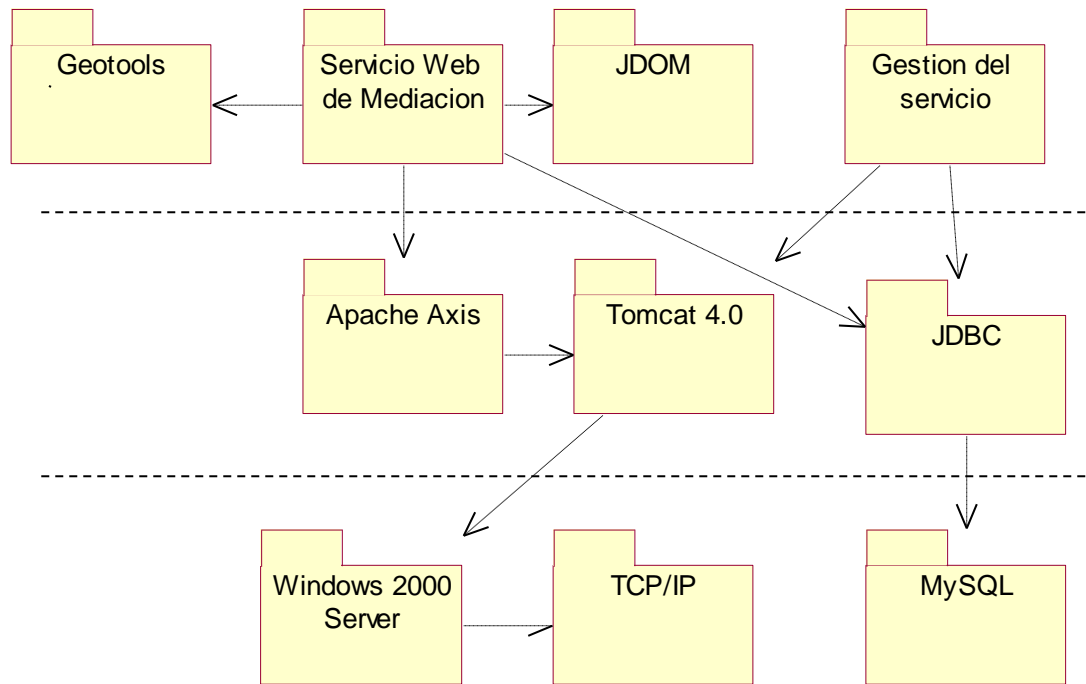 Geotools
Servicio Web
de Mediacion
JDOM
Gestion del
servicio
Apache Axis
Tomcat 4.0
JDBC
Windows 2000
Server
TCP/IP
MySQL